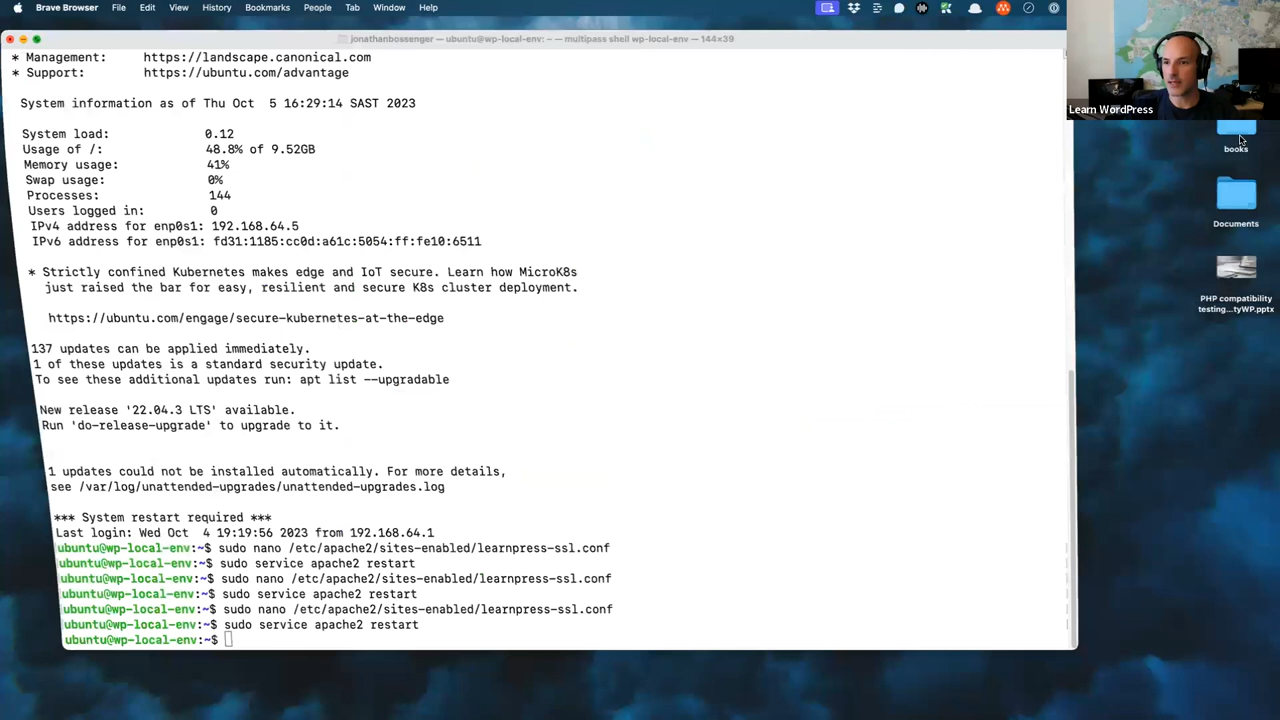 Brave Browser File Edit View History Bookmarks People Tab Window Help
jonathanbossenger — ubuntu@wp-local-env: ~ — multipass shell wp-local-env — 144×39
* Management: https://landscape.canonical.com
* Support: https://ubuntu.com/advantage
System information as of Thu Oct 5 16:29:14 SAST 2023
System load: 0.12
Usage of /: 48.8% of 9.52GB
Memory usage: 41%
Swap usage: 0%
Processes: 144
Users logged in: 0
IPv4 address for enp0s1: 192.168.64.5
IPv6 address for enp0s1: fd31:1185:cc0d:a61c:5054:ff:fe10:6511
* Strictly confined Kubernetes makes edge and IoT secure. Learn how MicroK8s
just raised the bar for easy, resilient and secure K8s cluster deployment.
https://ubuntu.com/engage/secure-kubernetes-at-the-edge
137 updates can be applied immediately.
1 of these updates is a standard security update.
To see these additional updates run: apt list --upgradable
New release '22.04.3 LTS' available.
Run 'do-release-upgrade' to upgrade to it.
1 updates could not be installed automatically. For more details,
see /var/log/unattended-upgrades/unattended-upgrades.log
*** System restart required ***
Last login: Wed Oct 4 19:19:56 2023 from 192.168.64.1
ubuntu@wp-local-env:~$ sudo nano /etc/apache2/sites-enabled/learnpress-ssl.conf
ubuntu@wp-local-env:~$ sudo service apache2 restart
ubuntu@wp-local-env:~$ sudo nano /etc/apache2/sites-enabled/learnpress-ssl.conf
ubuntu@wp-local-env:~$ sudo service apache2 restart
ubuntu@wp-local-env:~$ sudo nano /etc/apache2/sites-enabled/learnpress-ssl.conf
ubuntu@wp-local-env:~$ sudo service apache2 restart
ubuntu@wp-local-env:~$
Learn WordPress
books
Documents
PHP compatibility
testing...tyWP.pptx